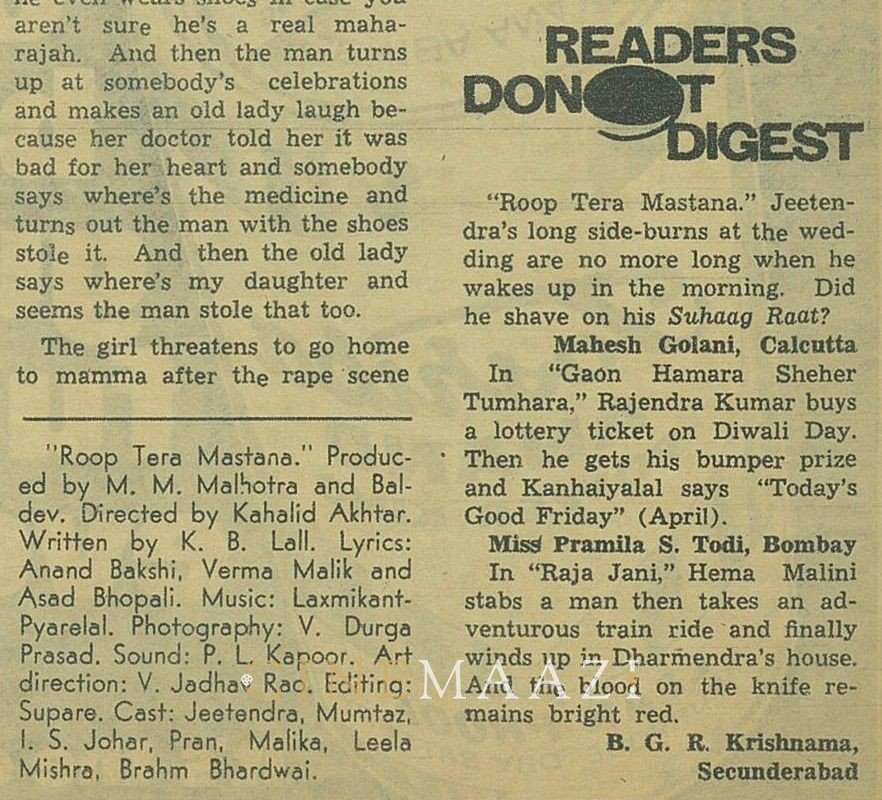 he even wears shoes in case you
aren't sure he's a real maha-
rajah. And then the man turns
up at somebody's celebrations
and makes an old lady laugh be-
cause her doctor told her it was
bad for her heart and somebody
says where's the medicine and
turns out the man with the shoes
stole it. And then the old lady
says where's my daughter and
seems the man stole that too.
The girl threatens to go home
to mamma after the rape scene
"Roop Tera Mastana." Produc-
ed by M. M. Malhotra and Bal-
dev. Directed by Kahalid Akhtar.
Written by K. B. Lall. Lyrics:
Anand Bakshi, Verma Malik and
Asad Bhopali. Music: Laxmikant-
Pyarelal. Photography: V. Durga
Prasad. Sound: P. L. Kapoor. Art
direction: V. Jadhav Rao. Editing:
Supare. Cast: Jeetendra, Mumtaz,
I. S. Johar, Pran, Malika, Leela
Mishra, Brahm Bhardwai.
READERS
DONOT
DIGEST
"Roop Tera Mastana." Jeeten-
dra's long side-burns at the wed-
ding are no more long when he
wakes up in the morning. Did
he shave on his Suhaag Raat?
Mahesh Golani, Calcutta
In "Gaon Hamara Sheher
Tumhara," Rajendra Kumar buys
a lottery ticket on Diwali Day.
Then he gets his bumper prize
and Kanhaiyalal says "Today's
Good Friday" (April).
Miss Pramila S. Todi, Bombay
In "Raja Jani," Hema Malini
stabs a man then takes an ad-
venturous train ride and finally
winds up in Dharmendra's house.
And the blood on the knife re-
mains bright red.
B. G. R. Krishnama,
Secunderabad
MAAZI